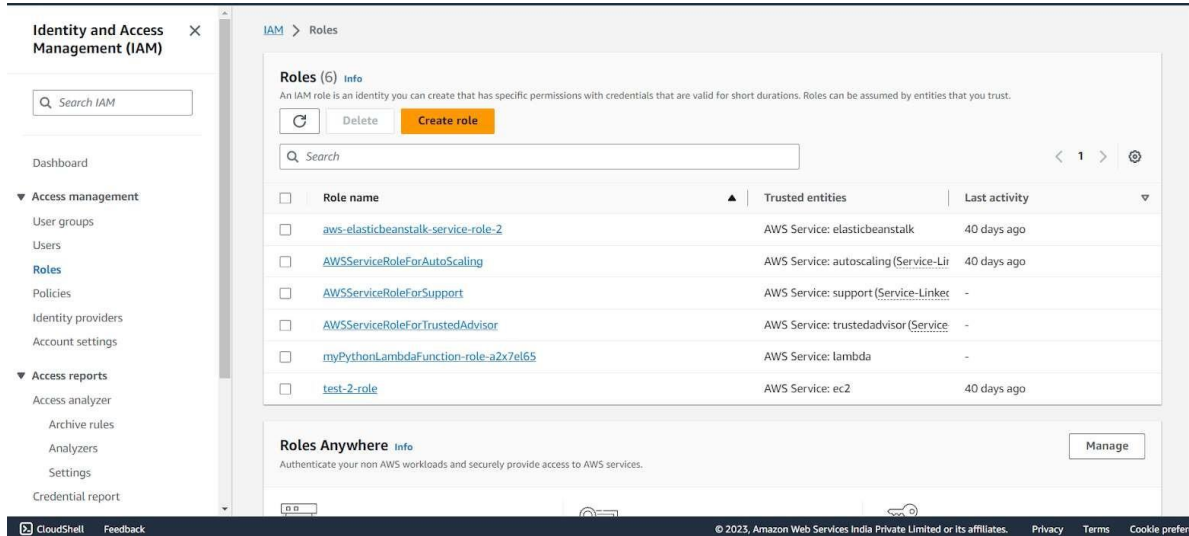 Identity and Access
Management (IAM)
Search IAM
Dashboard
Access management
User groups
Users
Roles
Policies
Identity providers
Account settings
Access reports
Access analyzer
Archive rules
Analyzers
Settings
Credential report
IAM > Roles
Roles (6) Info
An IAM role is an identity you can create that has specific permissions with credentials that are valid for short durations. Roles can be assumed by entities that you trust.
Delete Create role
Search
1
Role name Trusted entities Last activity
aws-elasticbeanstalk-service-role-2 AWS Service: elasticbeanstalk 40 days ago
AWSServiceRoleForAutoScaling AWS Service: autoscaling (Service-Lin 40 days ago
AWSServiceRoleForSupport AWS Service: support (Service-Linked -
AWSServiceRoleForTrustedAdvisor AWS Service: trustedadvisor (Service -
myPythonLambdaFunction-role-a2x7el65 AWS Service: lambda -
test-2-role AWS Service: ec2 40 days ago
Roles Anywhere Info
Authenticate your non AWS workloads and securely provide access to AWS services.
Manage
CloudShell Feedback © 2023, Amazon Web Services India Private Limited or its affiliates. Privacy Terms Cookie prefer